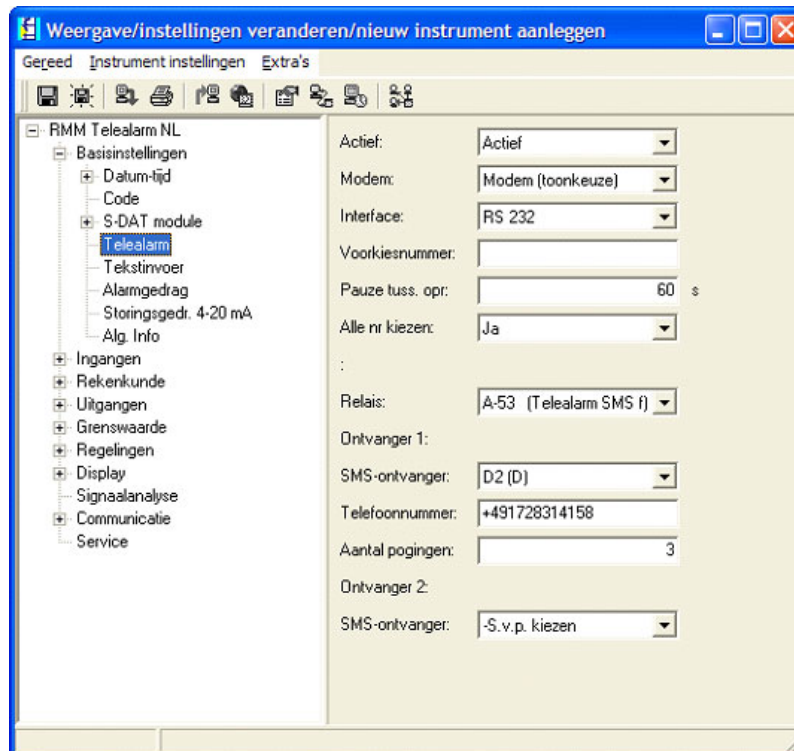 Weergave/instellingen veranderen/nieuw instrument aanleggen
Gereed Instrument instellingen Extra's
RMM Telealarm NL
Basisinstellingen
Datum-tijd
Code
S-DAT module
Telealarm
Tekstinvoer
Alarmgedrag
Storingsgedr. 4-20 mA
Alg. Info
Ingangen
Rekenkunde
Uitgangen
Grenswaarde
Regelingen
Display
Signaalanalyse
Communicatie
Service
Actief: Actief
Modem: Modem (toonkeuze)
Interface: RS 232
Voorkiesnummer:
Pauze tuss. opr: 60 s
Alle nr kiezen: Ja
:
Relais: A-53 (Telealarm SMS f)
Ontvanger 1:
SMS-ontvanger: D2 (D)
Telefoonnummer: +491728314158
Aantal pogingen: 3
Ontvanger 2:
SMS-ontvanger: -S.v.p. kiezen